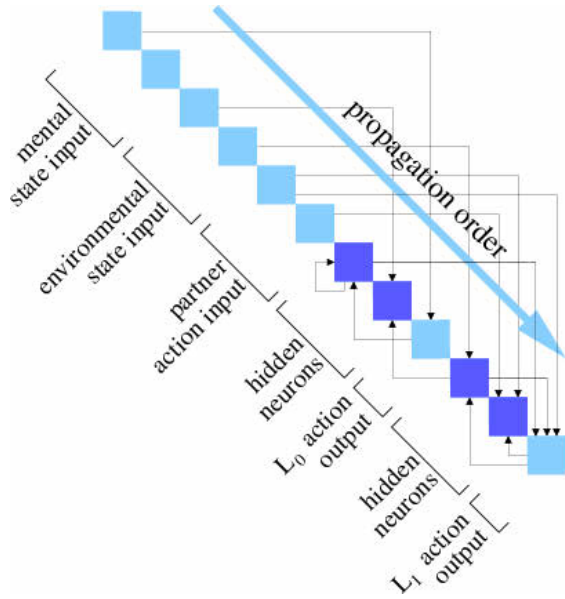 propagation order
mental
state input
environmental
state input
partner
action input
hidden
neurons
L₀ action
output
hidden
neurons
L₁ action
output